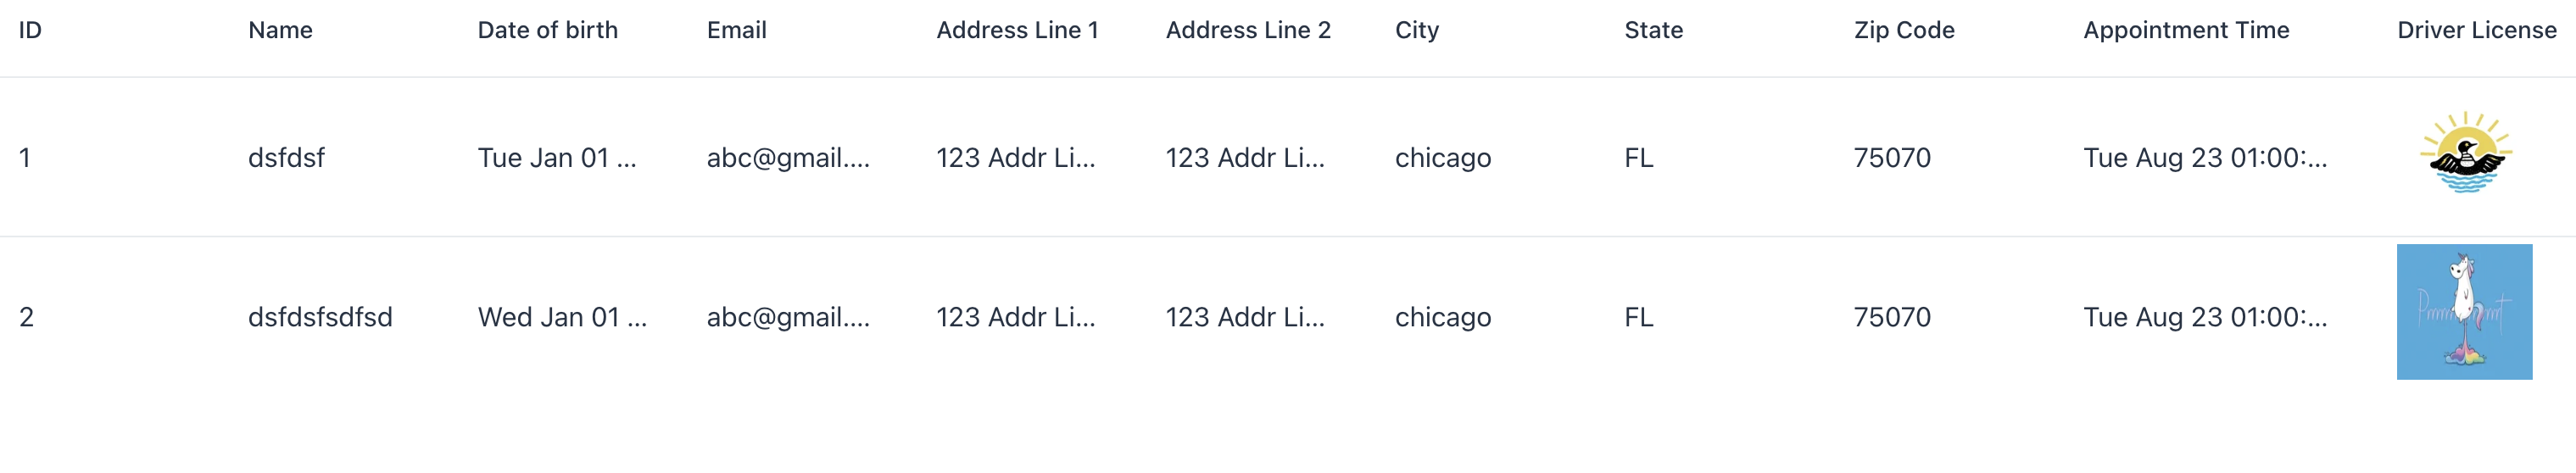 ID Name Date of birth Email Address Line 1 Address Line 2 City State Zip Code Appointment Time Driver License
1 dsfdsf Tue Jan 01 ... abc@gmail.... 123 Addr Li... 123 Addr Li... chicago FL 75070 Tue Aug 23 01:00:...
2 dsfdsfsdfsd Wed Jan 01 ... abc@gmail.... 123 Addr Li... 123 Addr Li... chicago FL 75070 Tue Aug 23 01:00:...